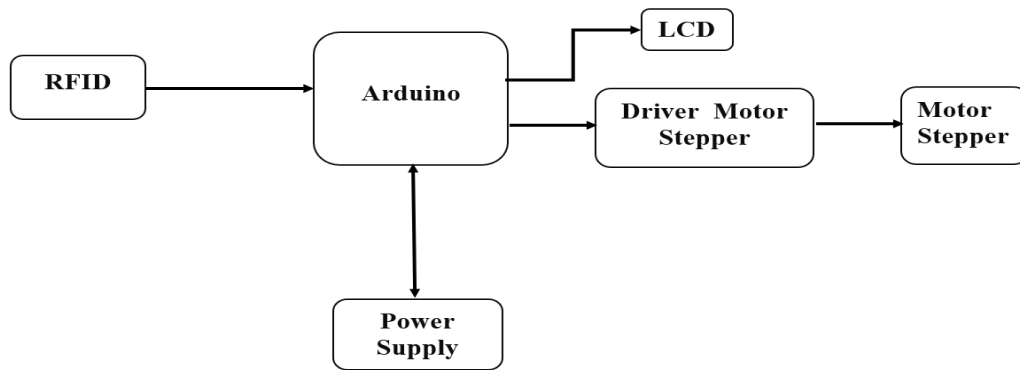 LCD
RFID
Arduino
Driver Motor
Stepper
Motor
Stepper
Power
Supply